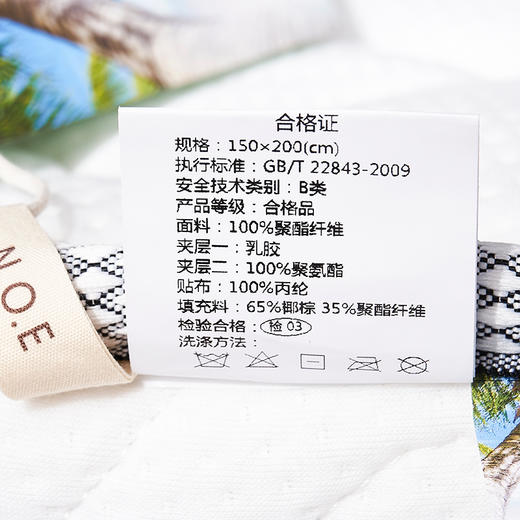 合格证
规格：150×200(cm)
执行标准：GB/T 22843-2009
安全技术类别：B类
产品等级：合格品
面料：100%聚酯纤维
夹层一：乳胶
夹层二：100%聚氨酯
贴布：100%丙纶
填充料：65%椰棕 35%聚酯纤维
检验合格：检 03
洗涤方法：
NO.E